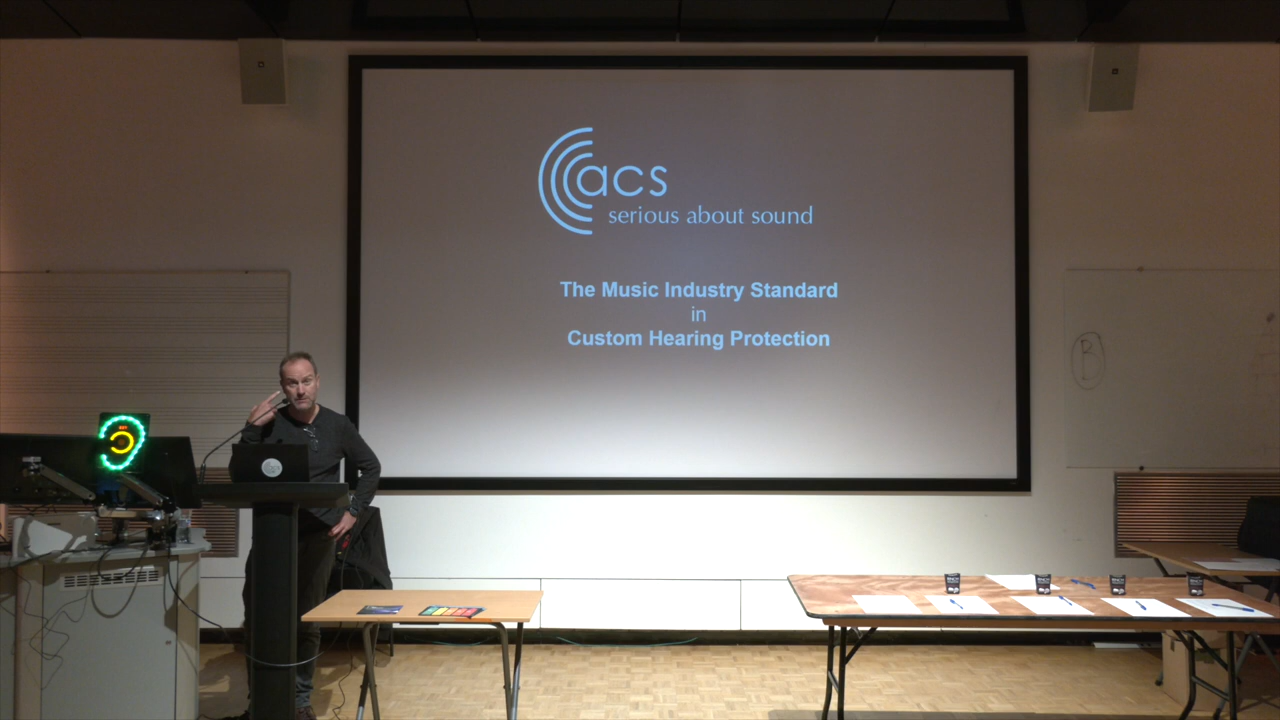 acs
serious about sound
The Music Industry Standard
in
Custom Hearing Protection
B